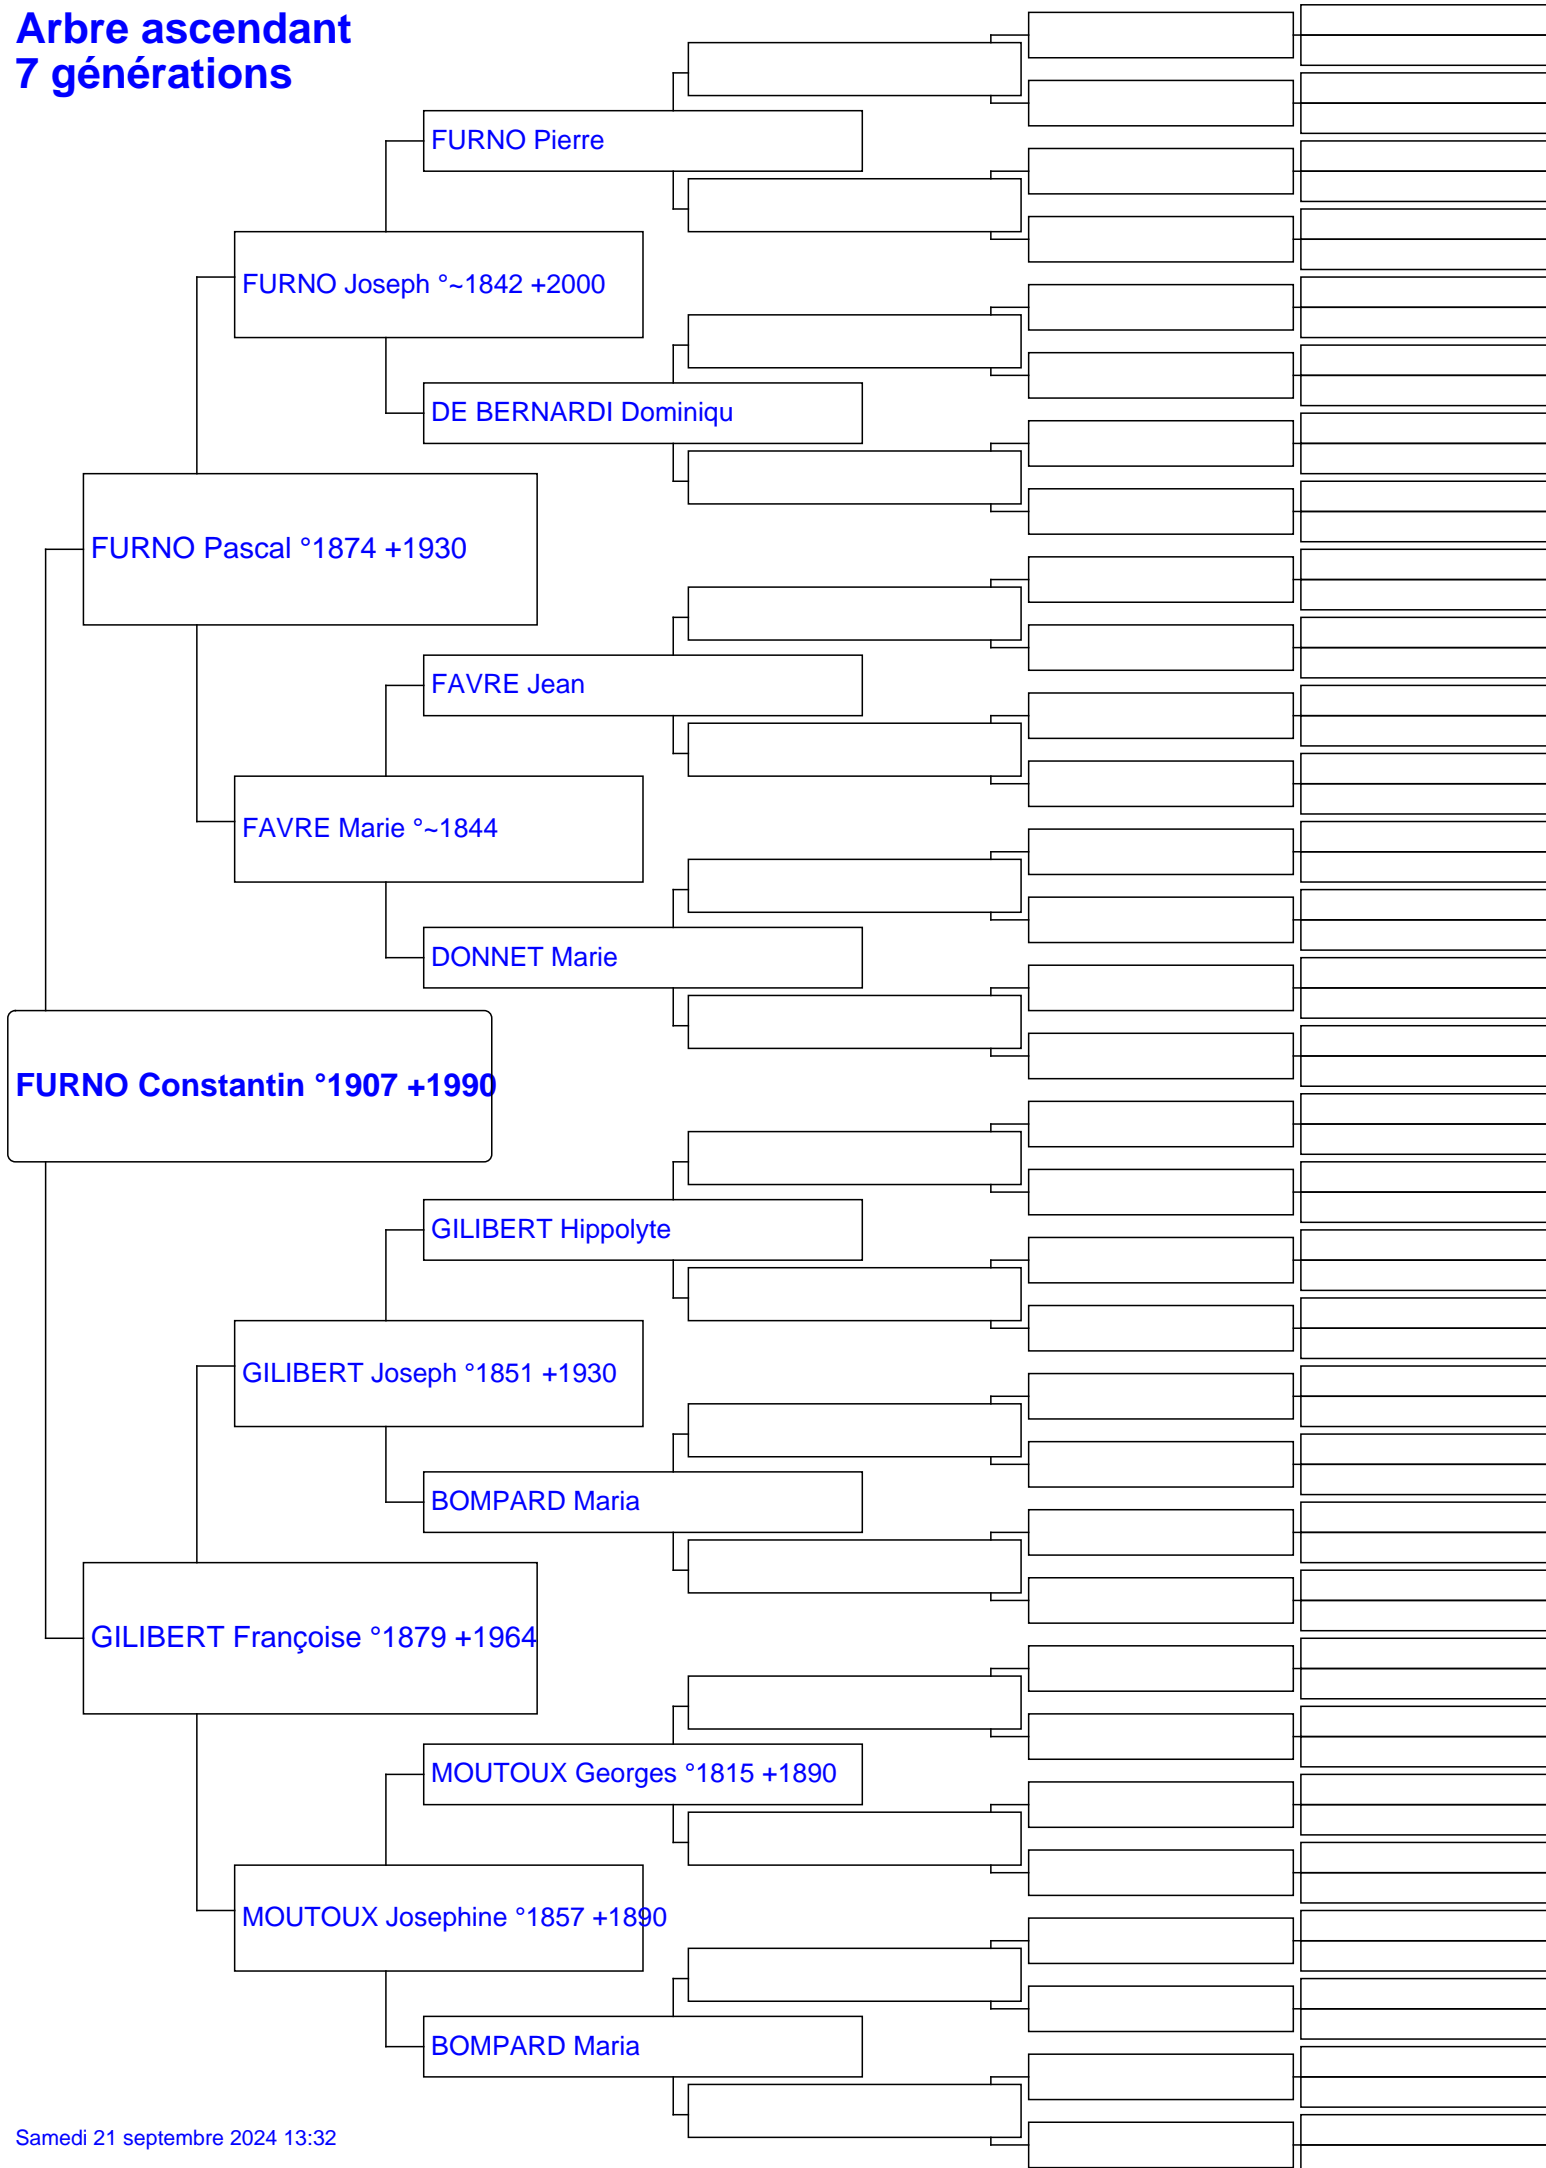 Arbre ascendant
7 générations
FURNO Pierre
FURNO Joseph °~1842 +2000
DE BERNARDI Dominiqu
FURNO Pascal °1874 +1930
FAVRE Jean
FAVRE Marie °~1844
DONNET Marie
FURNO Constantin °1907 +1990
GILIBERT Hippolyte
GILIBERT Joseph °1851 +1930
BOMPARD Maria
GILIBERT Françoise °1879 +1964
MOUTOUX Georges °1815 +1890
MOUTOUX Josephine °1857 +1890
BOMPARD Maria
Samedi 21 septembre 2024 13:32